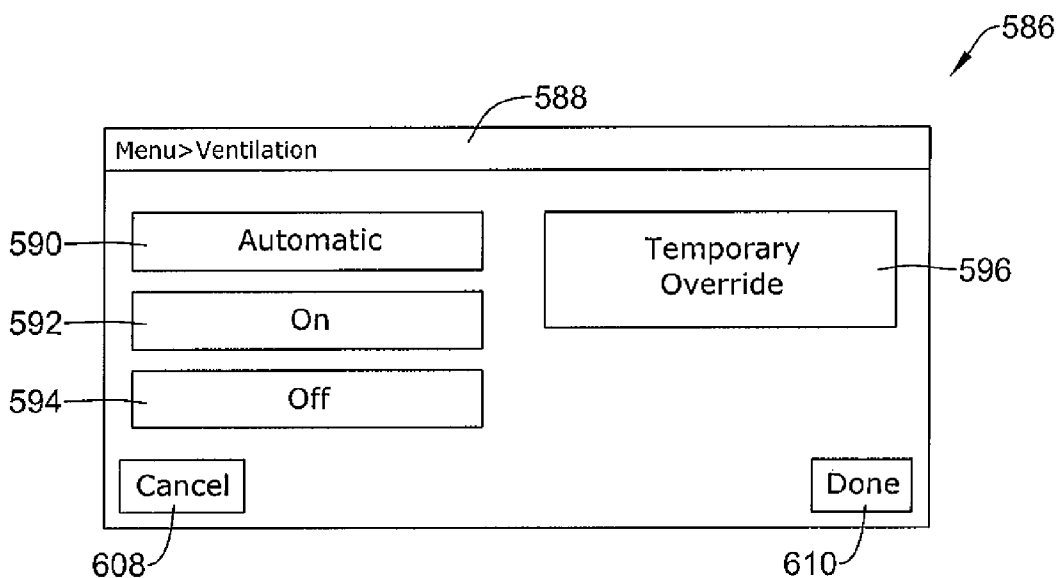 586
588
Menu>Ventilation
590
Automatic
Temporary
Override
596
592
On
594
Off
Cancel
Done
608
610